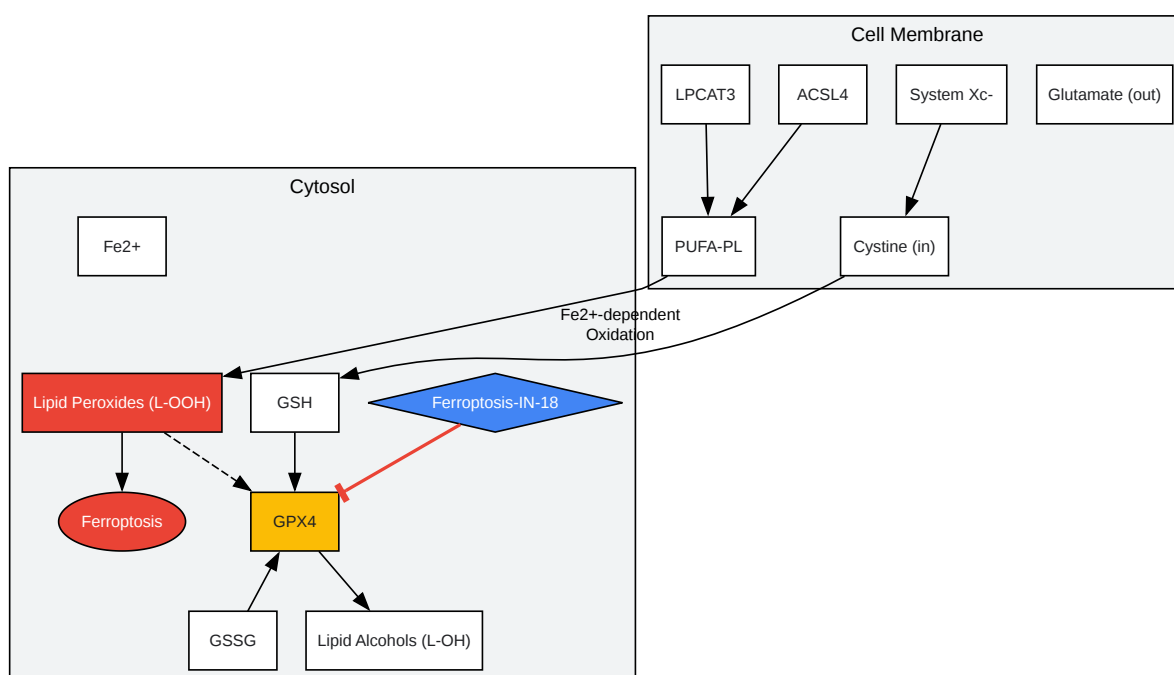 Cell Membrane
LPCAT3
ACSL4
System Xc-
Glutamate (out)
Cytosol
Fe2+
PUFA-PL
Cystine (in)
Fe2+-dependent
Oxidation
Lipid Peroxides (L-OOH)
GSH
Ferroptosis-IN-18
Ferroptosis
GPX4
GSSG
Lipid Alcohols (L-OH)